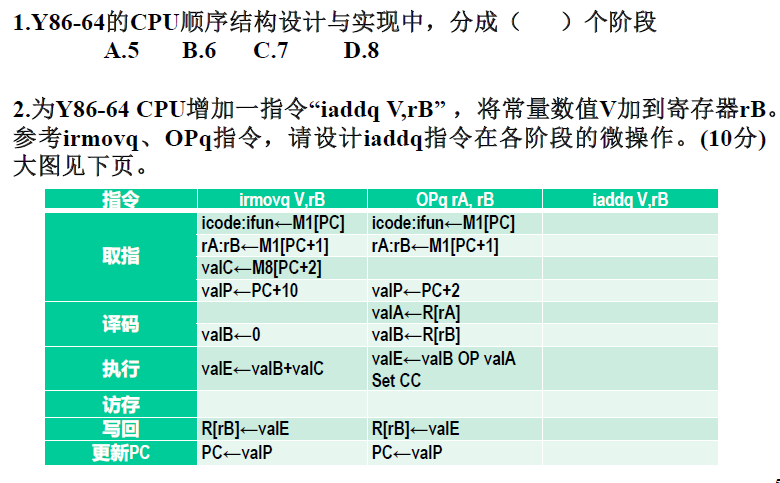 1.Y86-64的CPU顺序结构设计与实现中，分成（ ）个阶段
A.5 B.6 C.7 D.8
2.为Y86-64 CPU增加一指令“iaddq V,rB”，将常量数值V加到寄存器rB。
参考irmovq、OPq指令，请设计iaddq指令在各阶段的微操作。(10分)
大图见下页。
指令 irmovq V,rB OPq rA, rB iaddq V,rB
取指 icode:ifun←M1[PC] icode:ifun←M1[PC]
rA:rB←M1[PC+1] rA:rB←M1[PC+1]
valC←M8[PC+2]
valP←PC+10 valP←PC+2
译码 valA←R[rA]
valB←0 valB←R[rB]
执行 valE←valB+valC valE←valB OP valA
Set CC
访存
写回 R[rB]←valE R[rB]←valE
更新PC PC←valP PC←valP